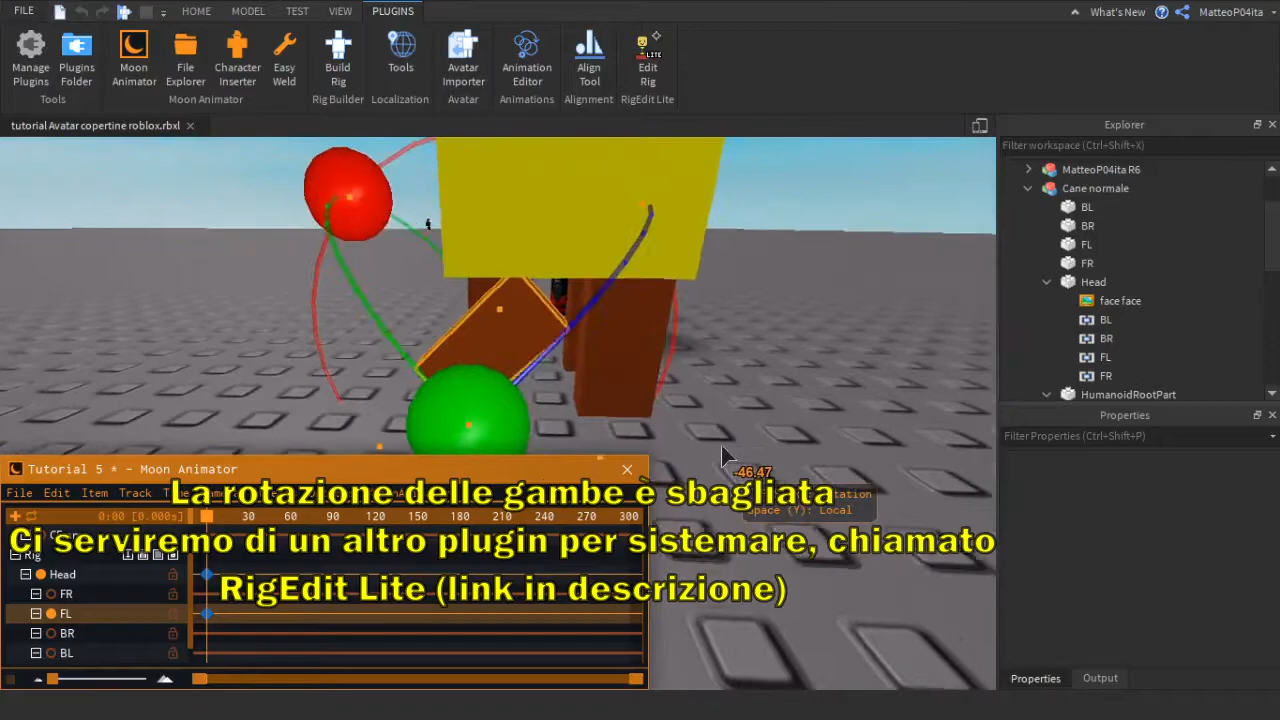 FILE HOME MODEL TEST VIEW PLUGINS What's New MatteoP04ita
Manage Plugins
Plugins Folder
Moon Animator
File Explorer
Character Inserter
Easy Weld
Build Rig
Tools
Avatar Importer
Animation Editor
Align Tool
LITE
Edit Rig
Tools Moon Animator Rig Builder Localization Avatar Animations Alignment RigEdit Lite
tutorial Avatar copertine roblox.rbxl
Explorer
Filter workspace (Ctrl+Shift+X)
MatteoP04ita R6
Cane normale
BL
BR
FL
FR
Head
face face
BL
BR
FL
FR
HumanoidRootPart
Properties
Filter Properties (Ctrl+Shift+P)
Properties Output
-46.47
Space (Y): Local
Tutorial 5 * - Moon Animator
File Edit Item Track
0:00 [0.000s] 30 60 90 120 150 180 210 240 270 300
Rig
Head
FR
FL
BR
BL
La rotazione delle gambe è sbagliata
Ci serviremo di un altro plugin per sistemare, chiamato
RigEdit Lite (link in descrizione)